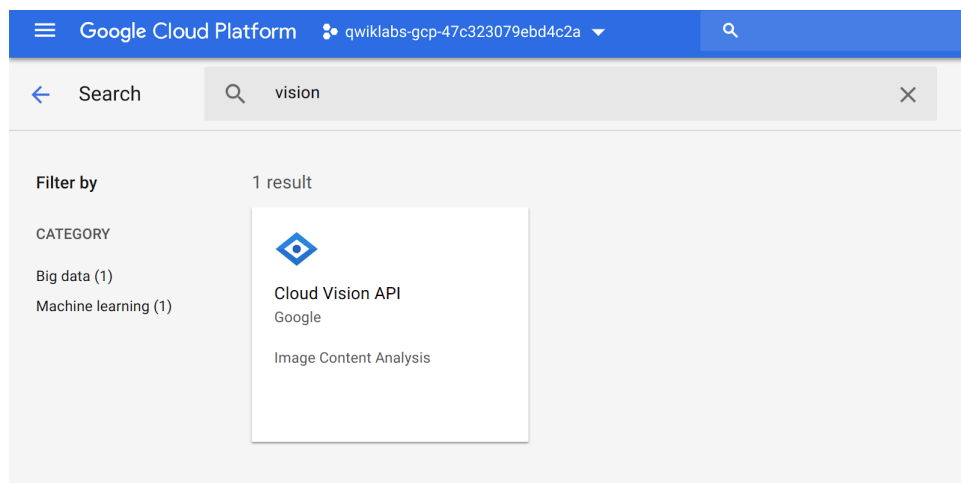 Google Cloud Platform qwiklabs-gcp-47c323079ebd4c2a
Search vision
Filter by
CATEGORY
Big data (1)
Machine learning (1)
1 result
Cloud Vision API
Google
Image Content Analysis